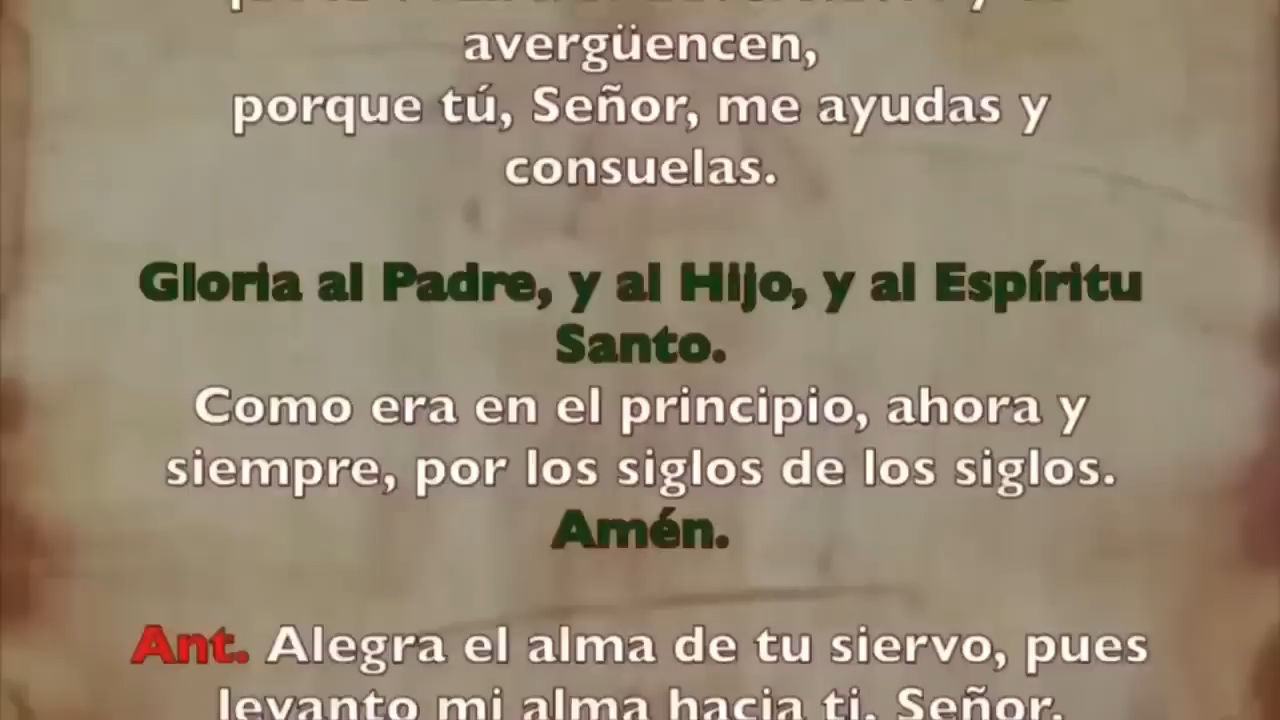 avergüencen,
porque tú, Señor, me ayudas y
consuelas.
Gloria al Padre, y al Hijo, y al Espíritu
Santo.
Como era en el principio, ahora y
siempre, por los siglos de los siglos.
Amén.
Ant. Alegra el alma de tu siervo, pues
levanto mi alma hacia ti, Señor.